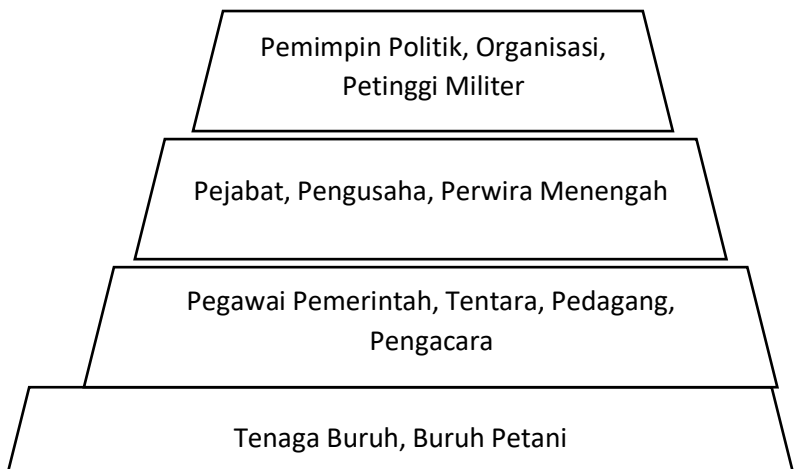 Pemimpin Politik, Organisasi,
Petinggi Militer
Pejabat, Pengusaha, Perwira Menengah
Pegawai Pemerintah, Tentara, Pedagang,
Pengacara
Tenaga Buruh, Buruh Petani